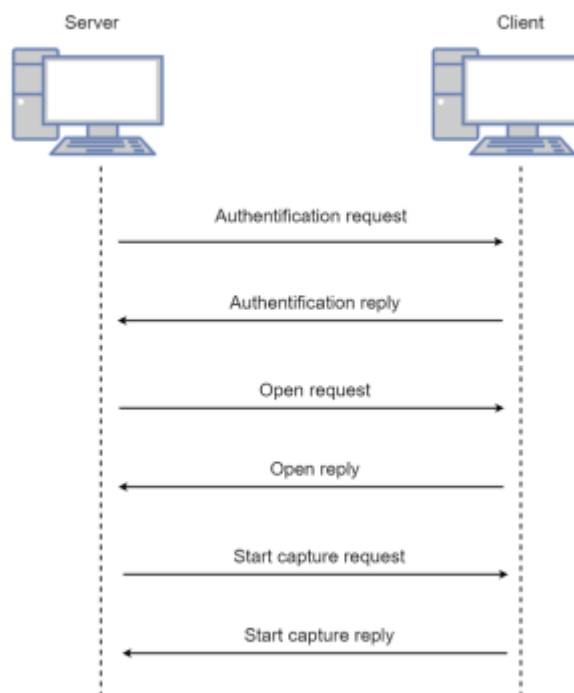 Server
Client
Authentification request
Authentification reply
Open request
Open reply
Start capture request
Start capture reply